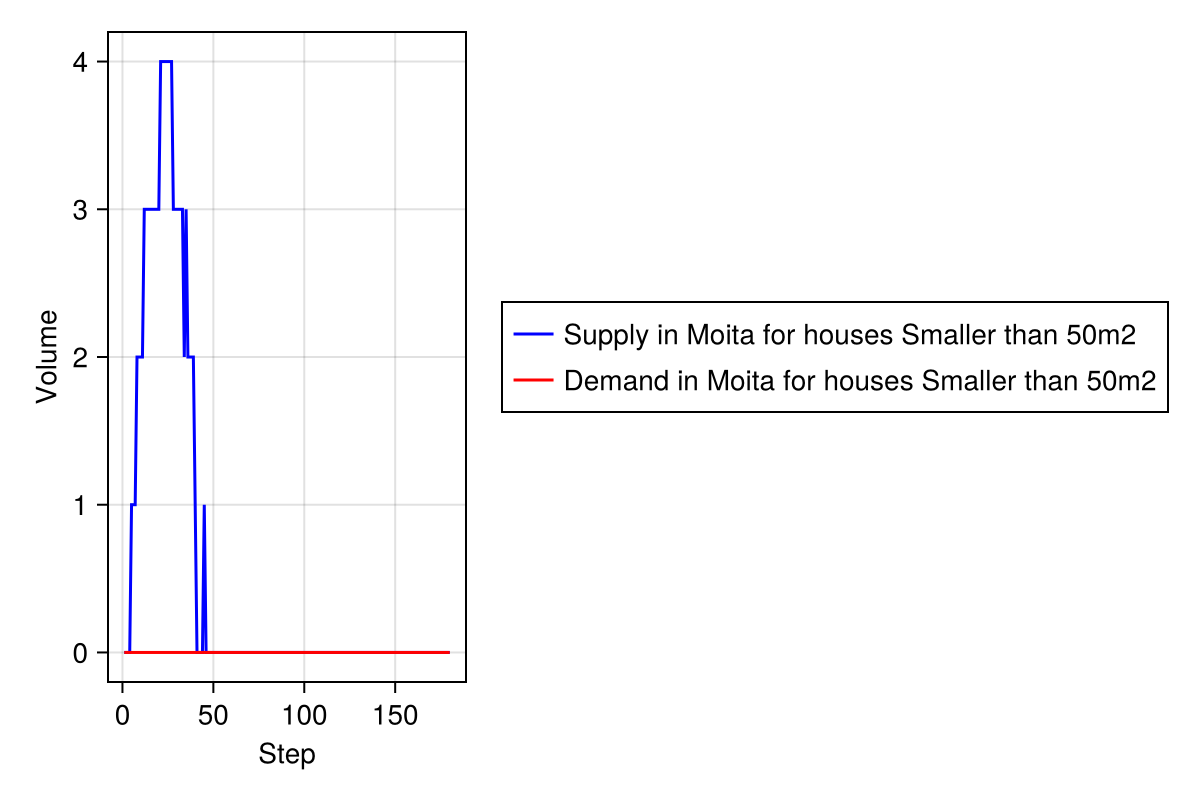 4
3
2
1
0
Volume
0 50 100 150
Step
Supply in Moita for houses Smaller than 50m2
Demand in Moita for houses Smaller than 50m2